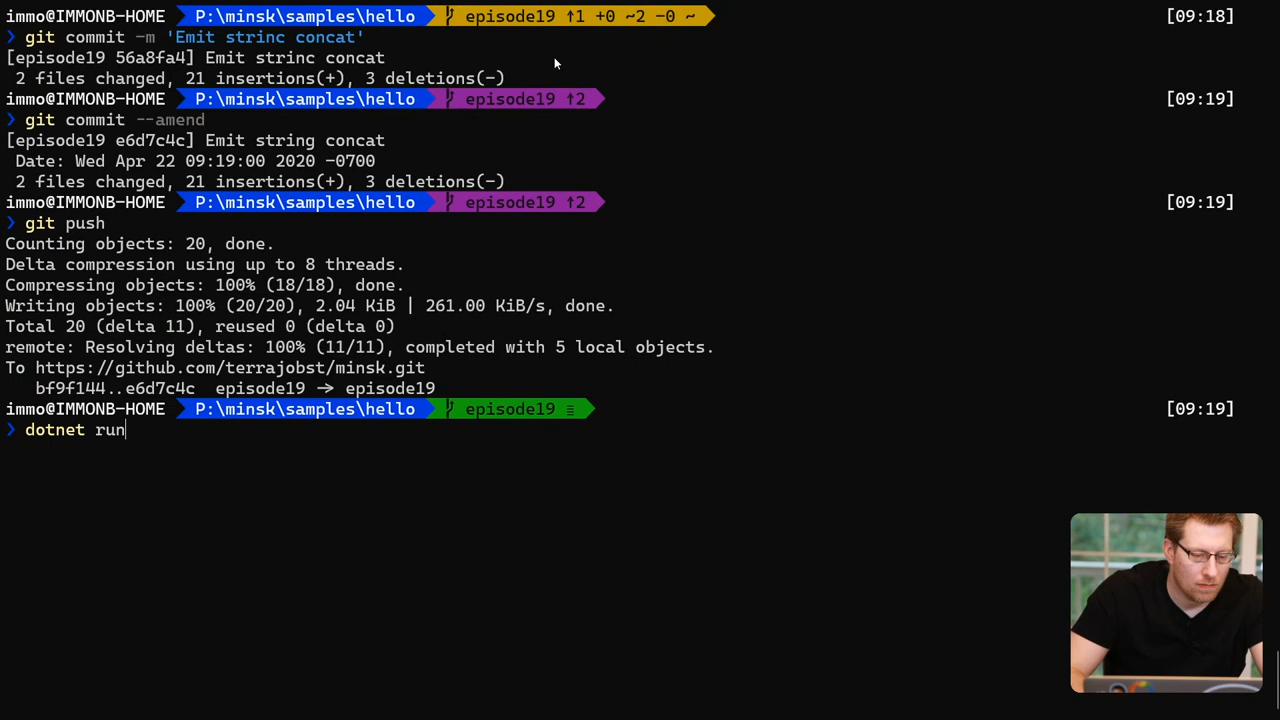 immo@IMMONB-HOME P:\minsk\samples\hello episode19 ↑1 +0 ~2 -0 ~ [09:18]
❯ git commit -m 'Emit strinc concat'
[episode19 56a8fa4] Emit strinc concat
2 files changed, 21 insertions(+), 3 deletions(-)
immo@IMMONB-HOME P:\minsk\samples\hello episode19 ↑2 [09:19]
❯ git commit --amend
[episode19 e6d7c4c] Emit string concat
Date: Wed Apr 22 09:19:00 2020 -0700
2 files changed, 21 insertions(+), 3 deletions(-)
immo@IMMONB-HOME P:\minsk\samples\hello episode19 ↑2 [09:19]
❯ git push
Counting objects: 20, done.
Delta compression using up to 8 threads.
Compressing objects: 100% (18/18), done.
Writing objects: 100% (20/20), 2.04 KiB | 261.00 KiB/s, done.
Total 20 (delta 11), reused 0 (delta 0)
remote: Resolving deltas: 100% (11/11), completed with 5 local objects.
To https://github.com/terrajobst/minsk.git
bf9f144..e6d7c4c episode19 -> episode19
immo@IMMONB-HOME P:\minsk\samples\hello episode19 ≡ [09:19]
❯ dotnet run